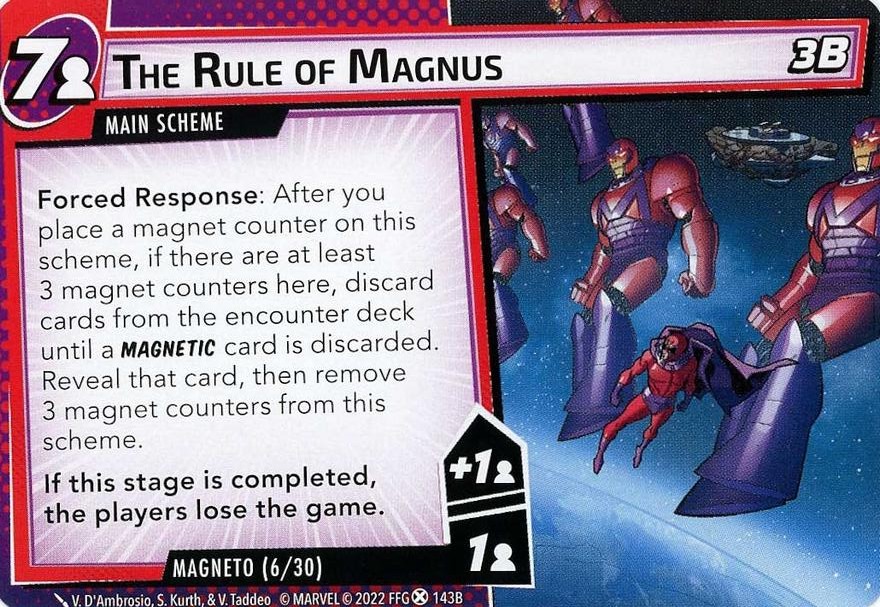 7
THE RULE OF MAGNUS
3B
MAIN SCHEME
Forced Response: After you
place a magnet counter on this
scheme, if there are at least
3 magnet counters here, discard
cards from the encounter deck
until a MAGNETIC card is discarded.
Reveal that card, then remove
3 magnet counters from this
scheme.
If this stage is completed,
the players lose the game.
+1
1
MAGNETO (6/30)
V. D'Ambrosio, S. Kurth, & V. Taddeo © MARVEL © 2022 FFG 143B